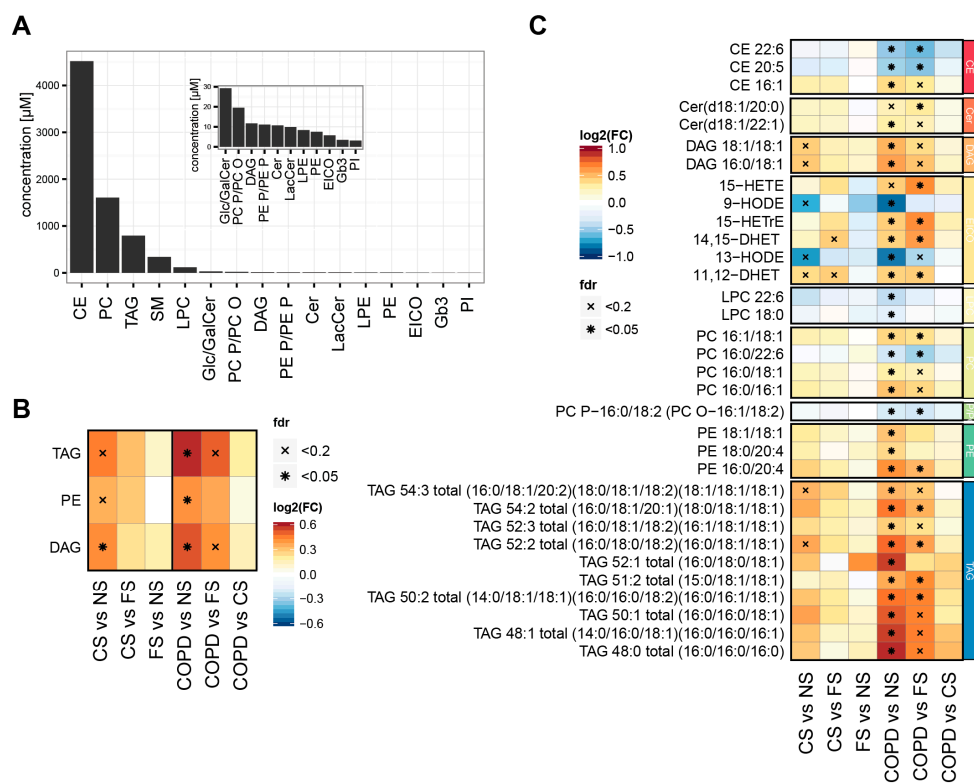 A
concentration [µM]
4000
3000
2000
1000
0
CE
PC
TAG
SM
LPC
Glc/GalCer
PC P/PC O
DAG
PE P/PE P
Cer
LacCer
LPE
PE
EICO
Gb3
PI
concentration [µM]
30
20
10
0
Glc/GalCer
PC P/PC O
DAG
PE P/PE P
Cer
LacCer
LPE
PE
EICO
Gb3
PI
B
TAG
PE
DAG
CS vs NS
CS vs FS
FS vs NS
COPD vs NS
COPD vs FS
COPD vs CS
fdr
<0.2
<0.05
log2(FC)
0.6
0.3
0.0
−0.3
−0.6
C
log2(FC)
1.0
0.5
0.0
−0.5
−1.0
fdr
<0.2
<0.05
CE 22:6
CE 20:5
CE 16:1
CE
Cer(d18:1/20:0)
Cer(d18:1/22:1)
Cer
DAG 18:1/18:1
DAG 16:0/18:1
DAG
15−HETE
9−HODE
15−HETrE
14,15−DHET
13−HODE
11,12−DHET
LPC 22:6
LPC 18:0
PC 16:1/18:1
PC 16:0/22:6
PC 16:0/18:1
PC 16:0/16:1
PC
PC P−16:0/18:2 (PC O−16:1/18:2)
PE 18:1/18:1
PE 18:0/20:4
PE 16:0/20:4
PE
TAG 54:3 total (16:0/18:1/20:2)(18:0/18:1/18:2)(18:1/18:1/18:1)
TAG 54:2 total (16:0/18:1/20:1)(18:0/18:1/18:1)
TAG 52:3 total (16:0/18:1/18:2)(16:1/18:1/18:1)
TAG 52:2 total (16:0/18:0/18:2)(16:0/18:1/18:1)
TAG 52:1 total (16:0/18:0/18:1)
TAG 51:2 total (15:0/18:1/18:1)
TAG 50:2 total (14:0/18:1/18:1)(16:0/16:0/18:2)(16:0/16:1/18:1)
TAG 50:1 total (16:0/16:0/18:1)
TAG 48:1 total (14:0/16:0/18:1)(16:0/16:0/16:1)
TAG 48:0 total (16:0/16:0/16:0)
TAG
CS vs NS
CS vs FS
FS vs NS
COPD vs NS
COPD vs FS
COPD vs CS